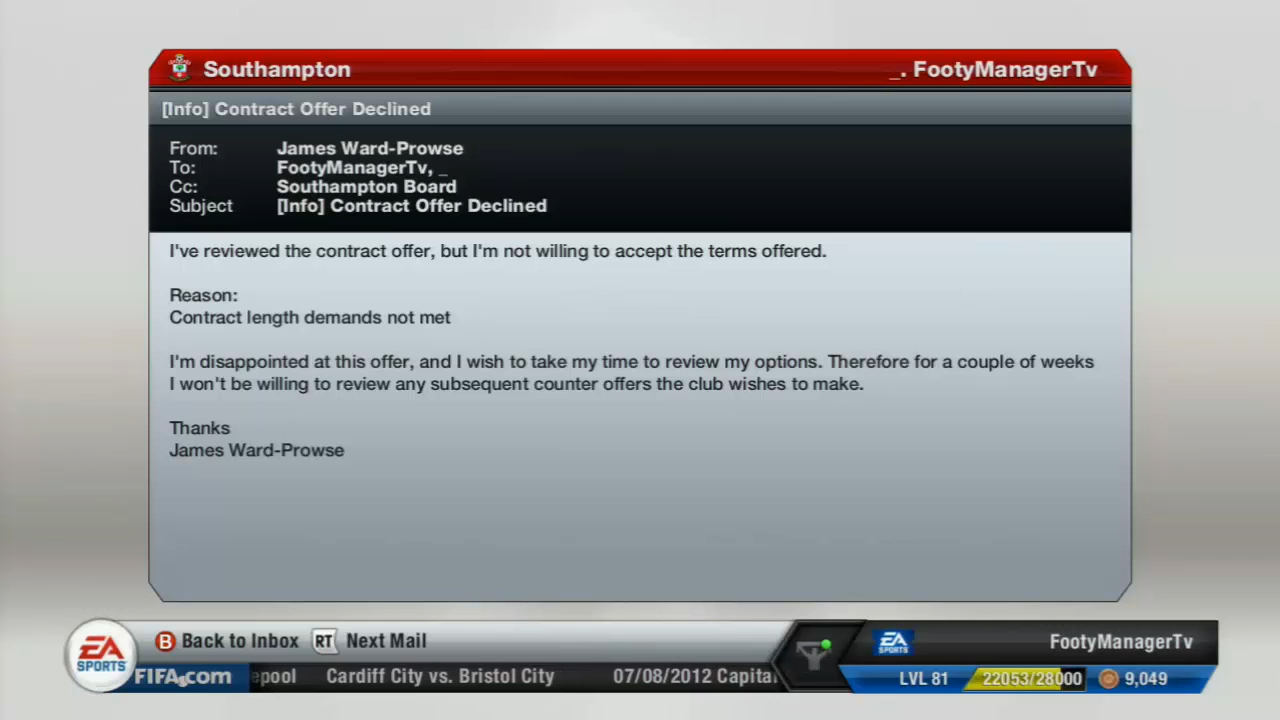 Southampton
_. FootyManagerTv
[Info] Contract Offer Declined
From: James Ward-Prowse
To: FootyManagerTv, _
Cc: Southampton Board
Subject [Info] Contract Offer Declined
I've reviewed the contract offer, but I'm not willing to accept the terms offered.
Reason:
Contract length demands not met
I'm disappointed at this offer, and I wish to take my time to review my options. Therefore for a couple of weeks
I won't be willing to review any subsequent counter offers the club wishes to make.
Thanks
James Ward-Prowse
B Back to Inbox RT Next Mail
EA SPORTS
EA SPORTS
FootyManagerTv
FIFA.com
epool Cardiff City vs. Bristol City 07/08/2012 Capita
LVL 81 22053/28000 9,049